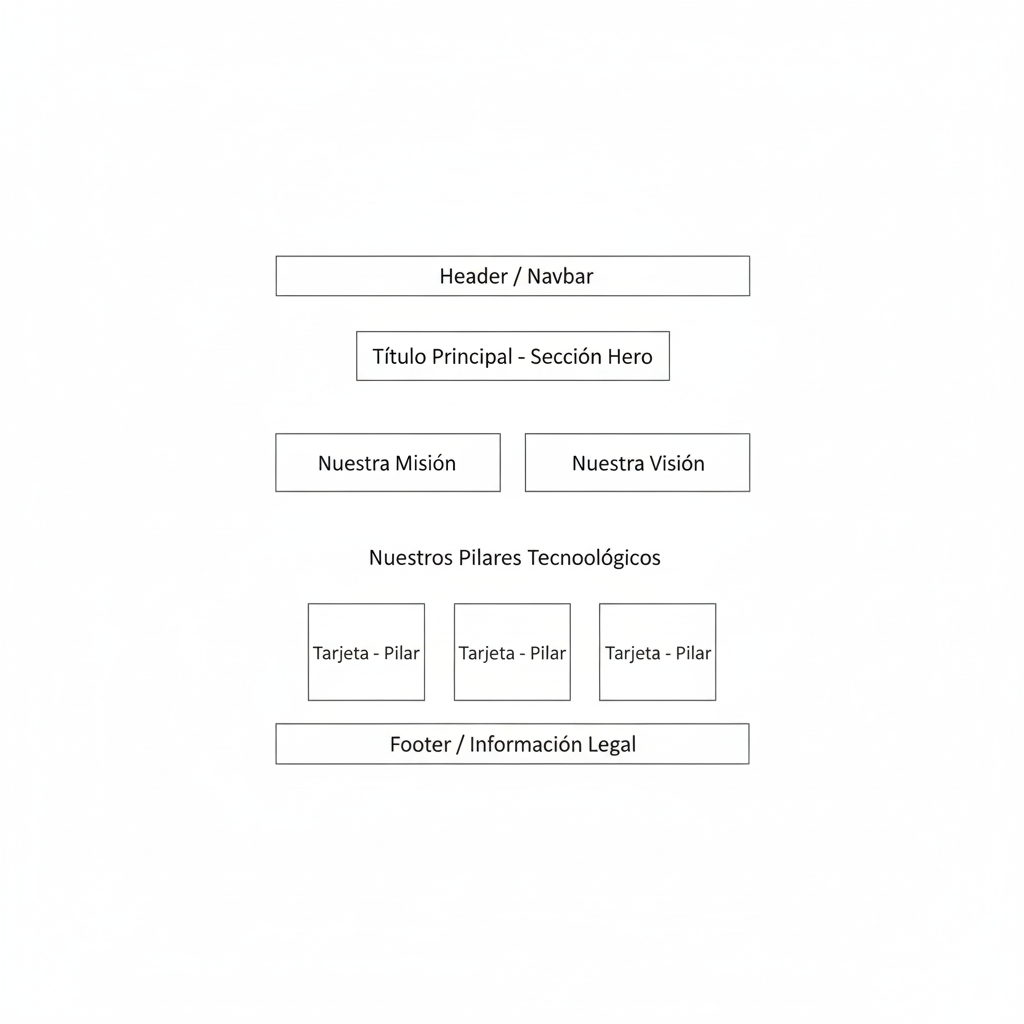 Header / Navbar
Título Principal - Sección Hero
Nuestra Misión
Nuestra Visión
Nuestros Pilares Tecnoológicos
Tarjeta - Pilar
Tarjeta - Pilar
Tarjeta - Pilar
Footer / Información Legal